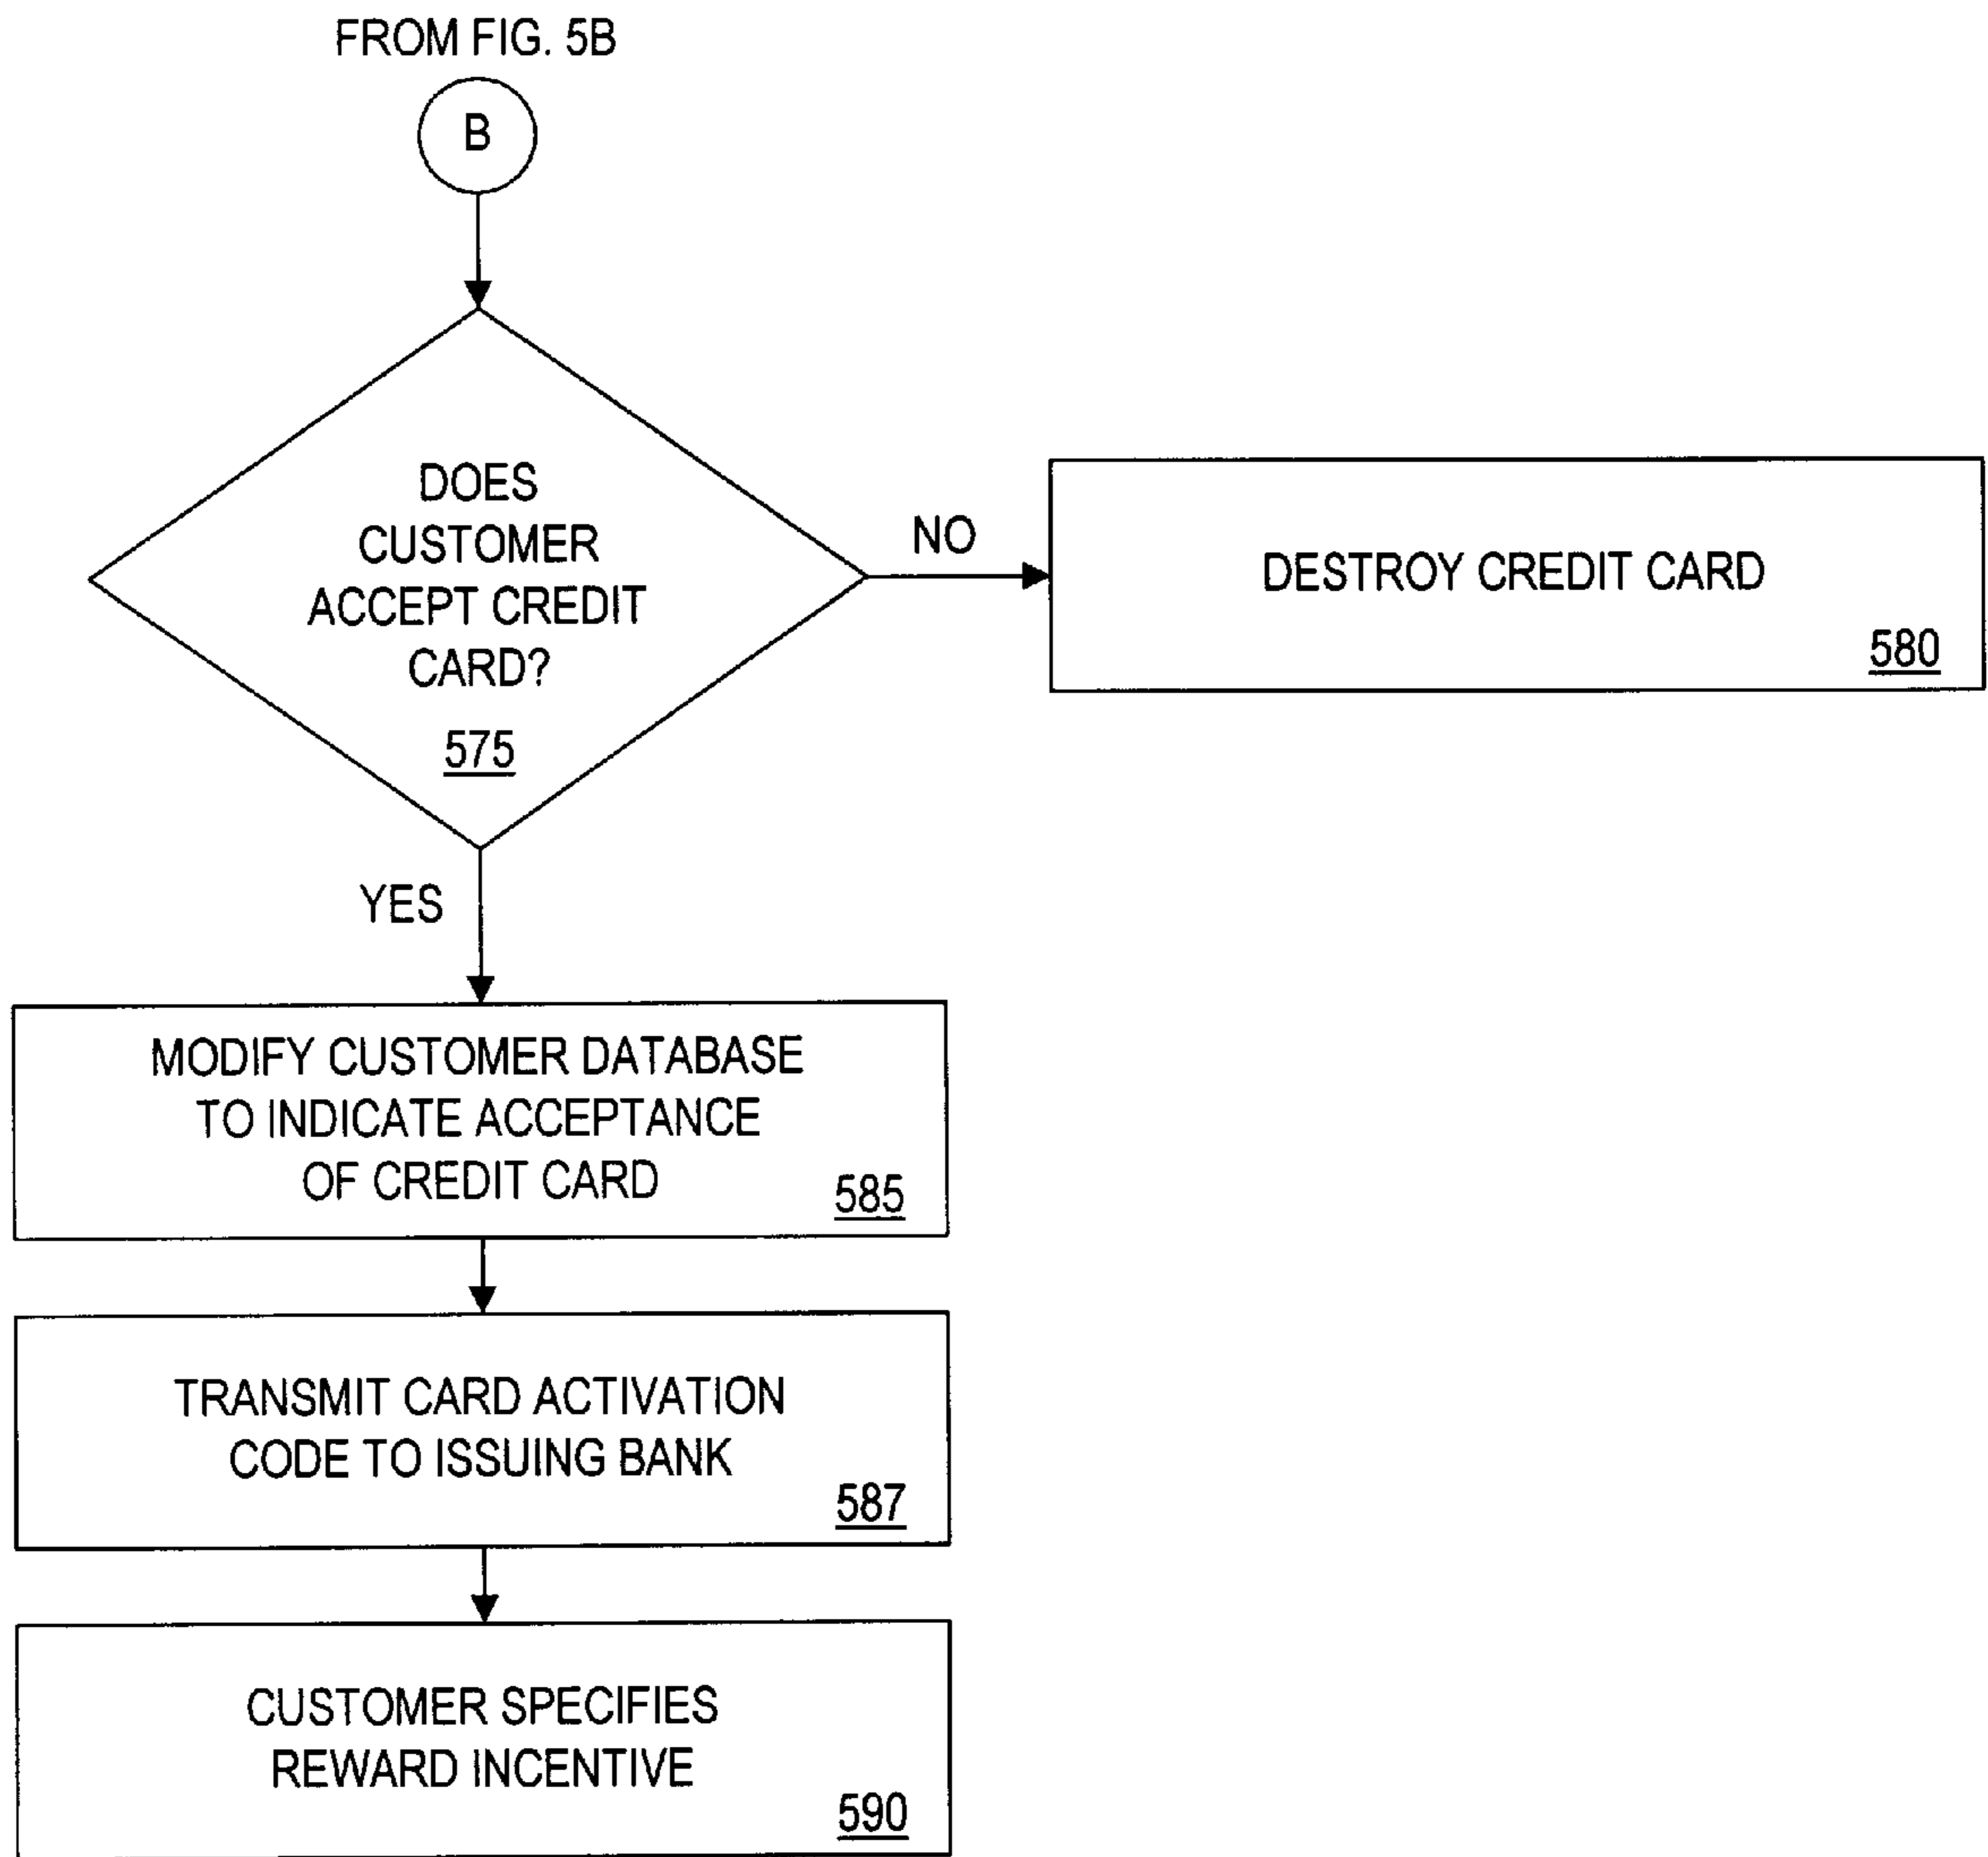 FROM FIG. 5B
B
DOES
CUSTOMER
ACCEPT CREDIT
CARD?
575
NO
DESTROY CREDIT CARD
580
YES
MODIFY CUSTOMER DATABASE
TO INDICATE ACCEPTANCE
OF CREDIT CARD
585
TRANSMIT CARD ACTIVATION
CODE TO ISSUING BANK
587
CUSTOMER SPECIFIES
REWARD INCENTIVE
590